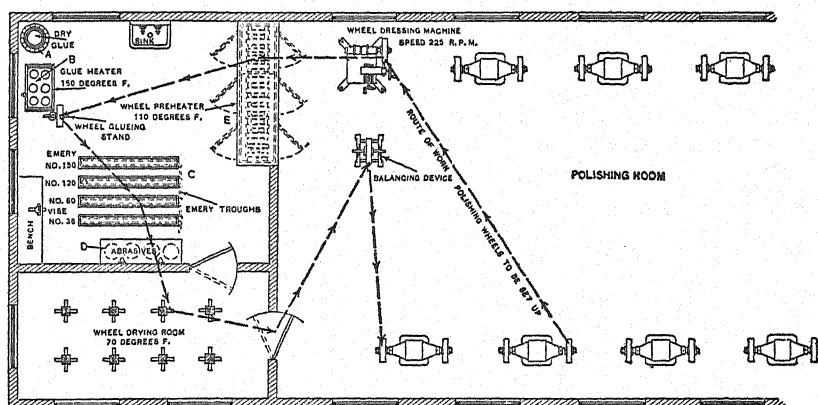 DRY
GLUE
A
B
SINK
GLUE HEATER
150 DEGREES F.
WHEEL PREHEATER
110 DEGREES F.
E
WHEEL GLUEING
STAND
WHEEL DRESSING MACHINE
SPEED 225 R.P.M.
EMERY
NO. 150
NO. 120
NO. 60
VISE
NO. 36
C
EMERY TROUGHS
BENCH
D
ABRASIVES
BALANCING DEVICE
ROUTE OF WORK POLISHING WHEELS TO BE SET UP
POLISHING ROOM
WHEEL DRYING ROOM
70 DEGREES F.